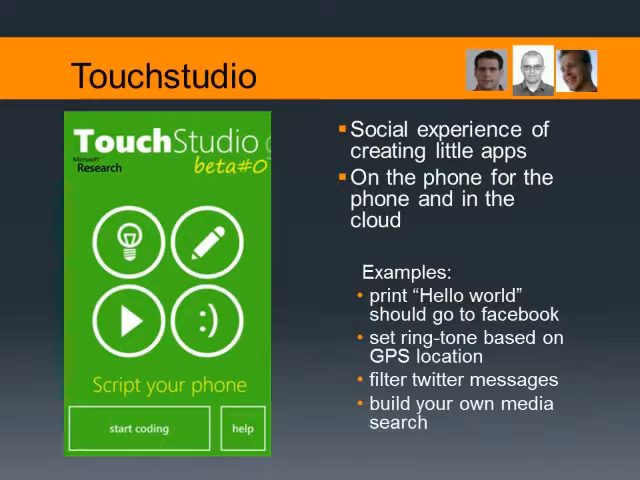 Touchstudio
TouchStudio
Microsoft
Research
beta#0
Script your phone
start coding
help
Social experience of
creating little apps
On the phone for the
phone and in the
cloud
Examples:
print “Hello world”
should go to facebook
set ring-tone based on
GPS location
filter twitter messages
build your own media
search